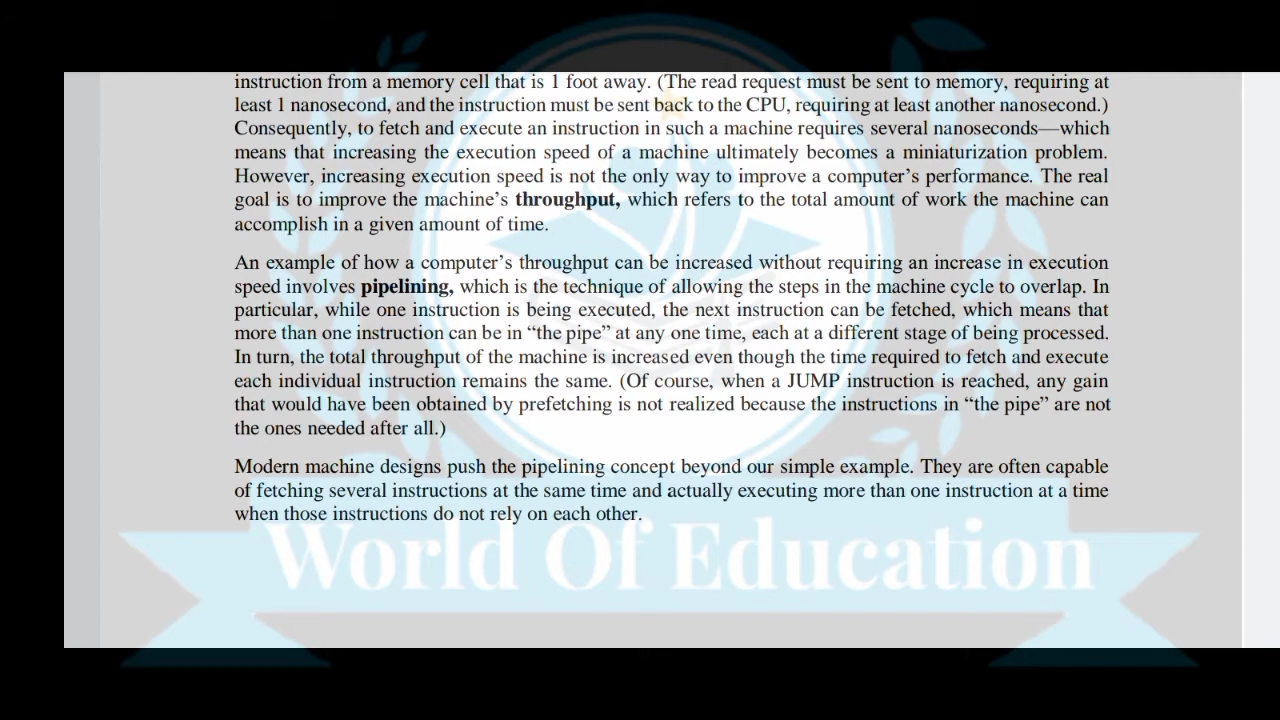 instruction from a memory cell that is 1 foot away. (The read request must be sent to memory, requiring at
least 1 nanosecond, and the instruction must be sent back to the CPU, requiring at least another nanosecond.)
Consequently, to fetch and execute an instruction in such a machine requires several nanoseconds—which
means that increasing the execution speed of a machine ultimately becomes a miniaturization problem.
However, increasing execution speed is not the only way to improve a computer’s performance. The real
goal is to improve the machine’s throughput, which refers to the total amount of work the machine can
accomplish in a given amount of time.
An example of how a computer’s throughput can be increased without requiring an increase in execution
speed involves pipelining, which is the technique of allowing the steps in the machine cycle to overlap. In
particular, while one instruction is being executed, the next instruction can be fetched, which means that
more than one instruction can be in “the pipe” at any one time, each at a different stage of being processed.
In turn, the total throughput of the machine is increased even though the time required to fetch and execute
each individual instruction remains the same. (Of course, when a JUMP instruction is reached, any gain
that would have been obtained by prefetching is not realized because the instructions in “the pipe” are not
the ones needed after all.)
Modern machine designs push the pipelining concept beyond our simple example. They are often capable
of fetching several instructions at the same time and actually executing more than one instruction at a time
when those instructions do not rely on each other.
World Of Education